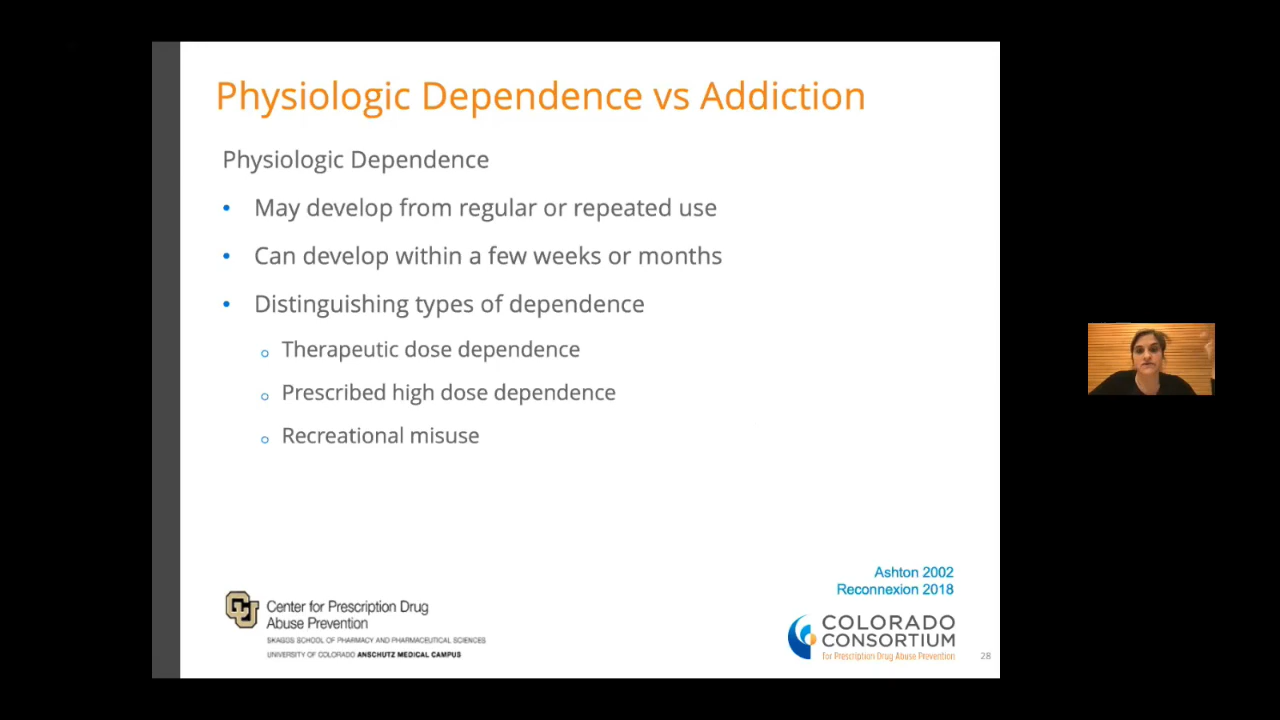 Physiologic Dependence vs Addiction
Physiologic Dependence
• May develop from regular or repeated use
• Can develop within a few weeks or months
• Distinguishing types of dependence
o Therapeutic dose dependence
o Prescribed high dose dependence
o Recreational misuse
Ashton 2002
Reconnexion 2018
CU
Center for Prescription Drug
Abuse Prevention
SKAGGS SCHOOL OF PHARMACY AND PHARMACEUTICAL SCIENCES
UNIVERSITY OF COLORADO ANSCHUTZ MEDICAL CAMPUS
COLORADO
CONSORTIUM
for Prescription Drug Abuse Prevention
28